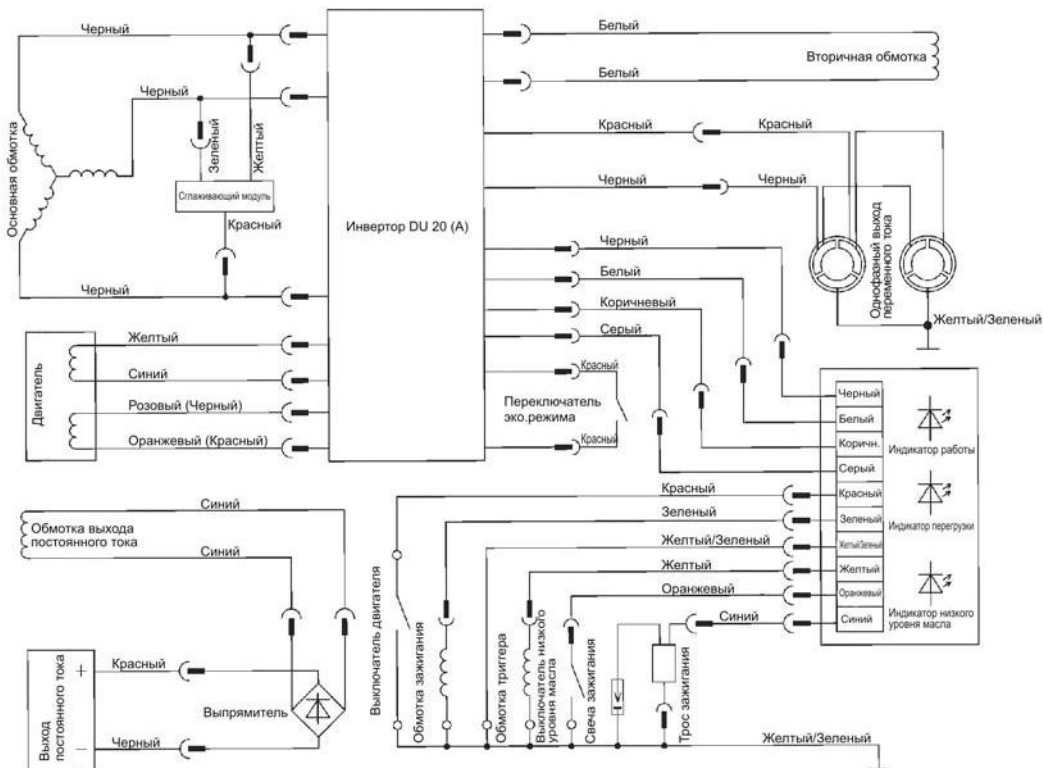 Черный
Белый
Вторичная обмотка
Черный
Белый
Зеленый
Желтый
Основная обмотка
Сглаживающий модуль
Красный
Черный
Инвертор DU 20 (А)
Красный
Красный
Черный
Черный
Однофазный выход
переменного тока
Желтый/Зеленый
Черный
Белый
Коричневый
Серый
Двигатель
Желтый
Синий
Розовый (Черный)
Оранжевый (Красный)
Красный
Переключатель
эко.режима
Красный
Черный
Белый
Коричн.
Серый
Красный
Зеленый
Желтый/Зеленый
Желтый
Оранжевый
Синий
Индикатор работы
Индикатор перегрузки
Индикатор низкого
уровня масла
Красный
Зеленый
Желтый/Зеленый
Желтый
Оранжевый
Синий
Синий
Обмотка выхода
постоянного тока
Синий
Выключатель двигателя
Обмотка зажигания
Обмотка триггера
Выключатель низкого
уровня масла
Свеча зажигания
Трос зажигания
Выход
постоянного тока
+
−
Красный
Выпрямитель
Черный
Желтый/Зеленый